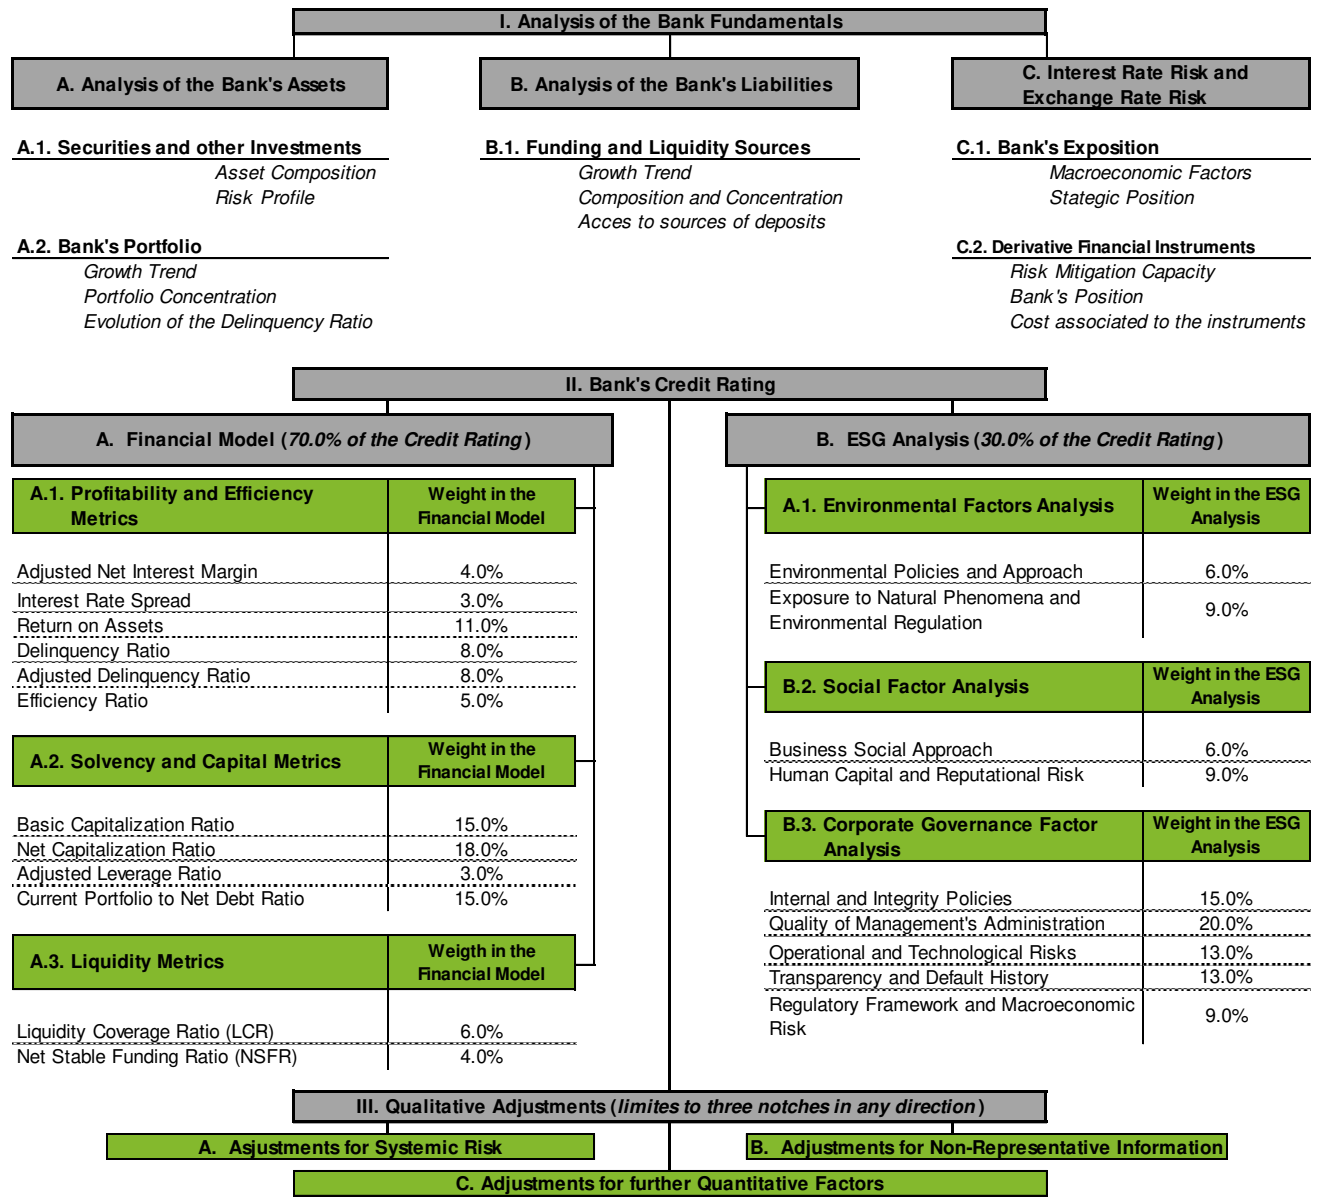 I. Analysis of the Bank Fundamentals
A. Analysis of the Bank's Assets
A.1. Securities and other Investments
Asset Composition
Risk Profile
A.2. Bank's Portfolio
Growth Trend
Portfolio Concentration
Evolution of the Delinquency Ratio
B. Analysis of the Bank's Liabilities
B.1. Funding and Liquidity Sources
Growth Trend
Composition and Concentration
Acces to sources of deposits
C. Interest Rate Risk and
Exchange Rate Risk
C.1. Bank's Exposition
Macroeconomic Factors
Stategic Position
C.2. Derivative Financial Instruments
Risk Mitigation Capacity
Bank's Position
Cost associated to the instruments
II. Bank's Credit Rating
A. Financial Model (70.0% of the Credit Rating)
A.1. Profitability and Efficiency
Metrics
Weight in the
Financial Model
Adjusted Net Interest Margin 4.0%
Interest Rate Spread 3.0%
Return on Assets 11.0%
Delinquency Ratio 8.0%
Adjusted Delinquency Ratio 8.0%
Efficiency Ratio 5.0%
A.2. Solvency and Capital Metrics
Weight in the
Financial Model
Basic Capitalization Ratio 15.0%
Net Capitalization Ratio 18.0%
Adjusted Leverage Ratio 3.0%
Current Portfolio to Net Debt Ratio 15.0%
A.3. Liquidity Metrics
Weigth in the
Financial Model
Liquidity Coverage Ratio (LCR) 6.0%
Net Stable Funding Ratio (NSFR) 4.0%
B. ESG Analysis (30.0% of the Credit Rating)
A.1. Environmental Factors Analysis
Weight in the ESG
Analysis
Environmental Policies and Approach 6.0%
Exposure to Natural Phenomena and
Environmental Regulation
9.0%
B.2. Social Factor Analysis
Weight in the ESG
Analysis
Business Social Approach 6.0%
Human Capital and Reputational Risk 9.0%
B.3. Corporate Governance Factor
Analysis
Weight in the ESG
Analysis
Internal and Integrity Policies 15.0%
Quality of Management's Administration 20.0%
Operational and Technological Risks 13.0%
Transparency and Default History 13.0%
Regulatory Framework and Macroeconomic
Risk
9.0%
III. Qualitative Adjustments (limites to three notches in any direction)
A. Asjustments for Systemic Risk
B. Adjustments for Non-Representative Information
C. Adjustments for further Quantitative Factors